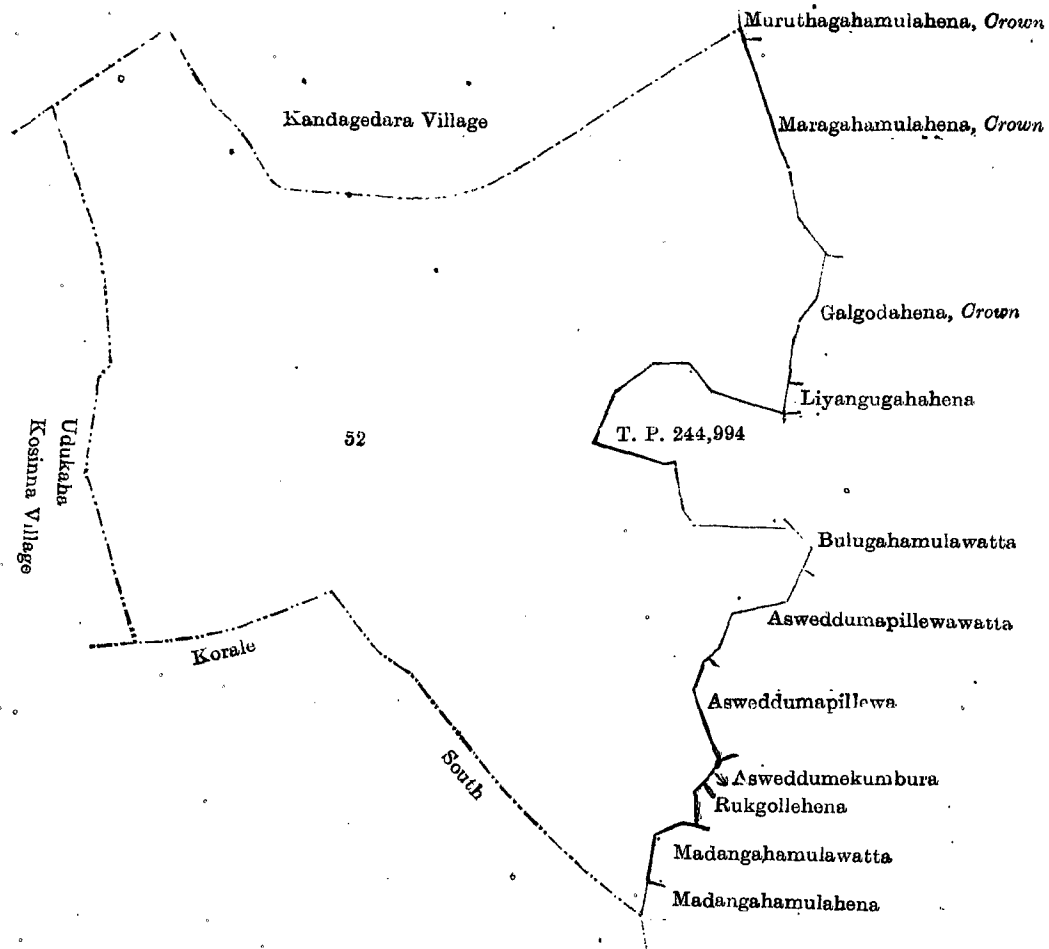 Muruthagahamulahena, Crown
Kandagedara Village
Maragahamulahena, Crown
Galgodahena, Crown
Liyangugahahena
T. P. 244,994
52
Udukaha
Kosinna Village
Bulugahamulawatta
Asweddumapillewawatta
Korale
Asweddumapillewa
South
Asweddumekumbura
Rukgollehena
Madangahamulawatta
Madangahamulahena